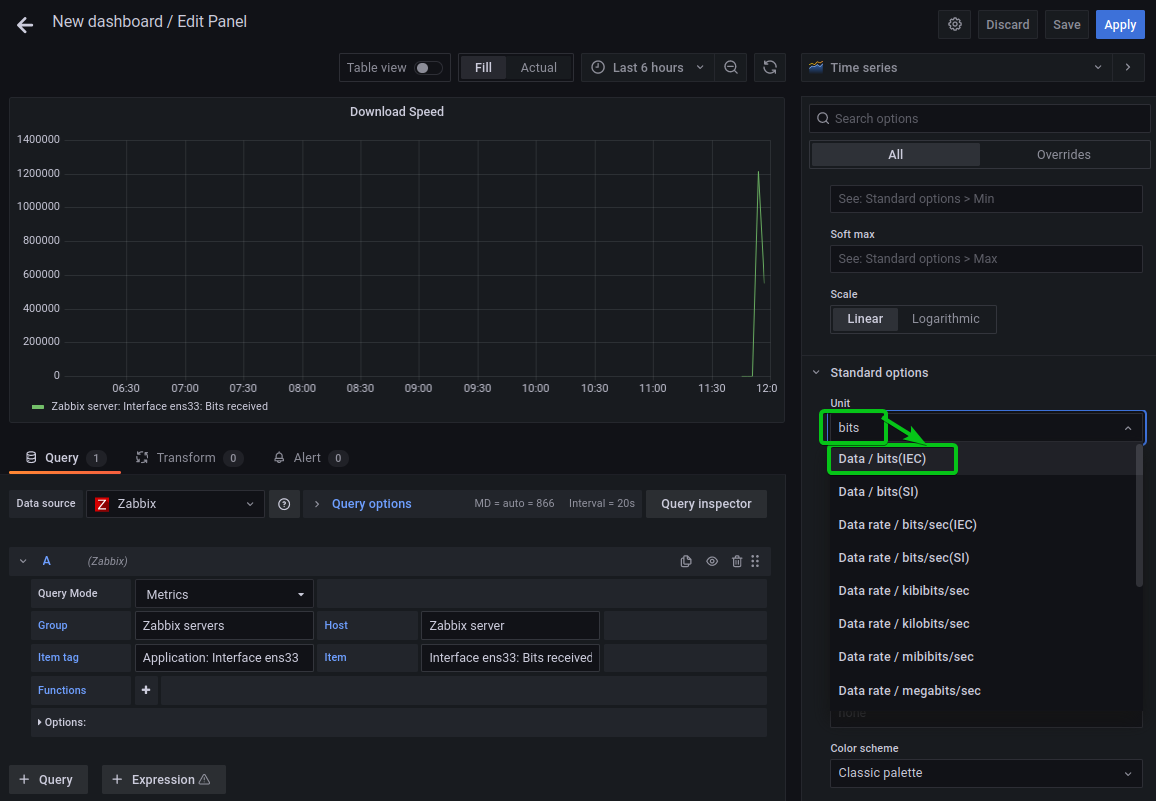 New dashboard / Edit Panel
Discard
Save
Apply
Table view
Fill
Actual
Last 6 hours
Time series
Download Speed
1400000
1200000
1000000
800000
600000
400000
200000
0
06:30 07:00 07:30 08:00 08:30 09:00 09:30 10:00 10:30 11:00 11:30 12:0
Zabbix server: Interface ens33: Bits received
Query 1
Transform 0
Alert 0
Data source
Z Zabbix
Query options
MD = auto = 866
Interval = 20s
Query inspector
A
(Zabbix)
Query Mode
Metrics
Group
Zabbix servers
Host
Zabbix server
Item tag
Application: Interface ens33
Item
Interface ens33: Bits received
Functions
+
Options:
+ Query
+ Expression
Search options
All
Overrides
See: Standard options > Min
Soft max
See: Standard options > Max
Scale
Linear
Logarithmic
Standard options
Unit
bits
Data / bits(IEC)
Data / bits(SI)
Data rate / bits/sec(IEC)
Data rate / bits/sec(SI)
Data rate / kibibits/sec
Data rate / kilobits/sec
Data rate / mibibits/sec
Data rate / megabits/sec
none
Color scheme
Classic palette